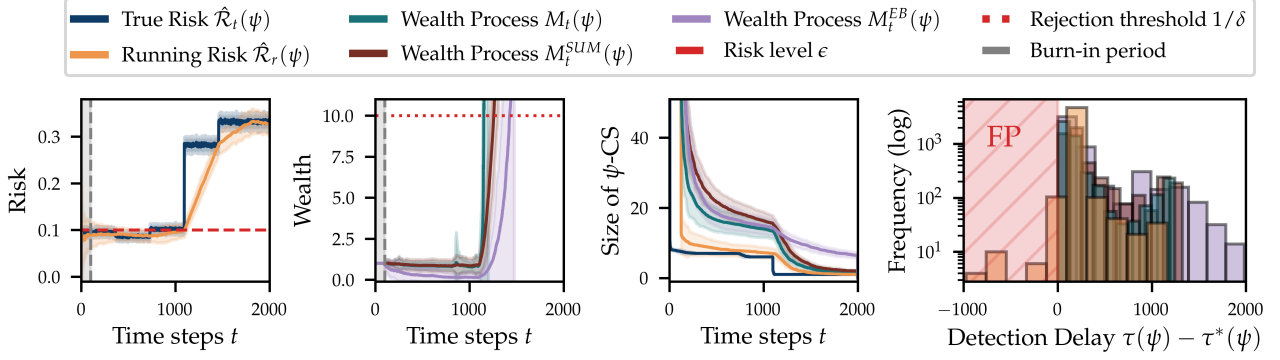 True Risk R̂ₜ(ψ)
Wealth Process Mₜ(ψ)
Wealth Process Mₜᴱᴮ(ψ)
Rejection threshold 1/δ
Running Risk R̂ᵣ(ψ)
Wealth Process Mₜˢᵁᴹ(ψ)
Risk level ϵ
Burn-in period
Risk
0.3
0.2
0.1
0.0
0
1000
2000
Time steps t
Wealth
10.0
7.5
5.0
2.5
0.0
0
1000
2000
Time steps t
Size of ψ-CS
40
20
0
0
1000
2000
Time steps t
Frequency (log)
10³
10²
10¹
FP
−1000
0
1000
2000
Detection Delay τ(ψ) − τ*(ψ)